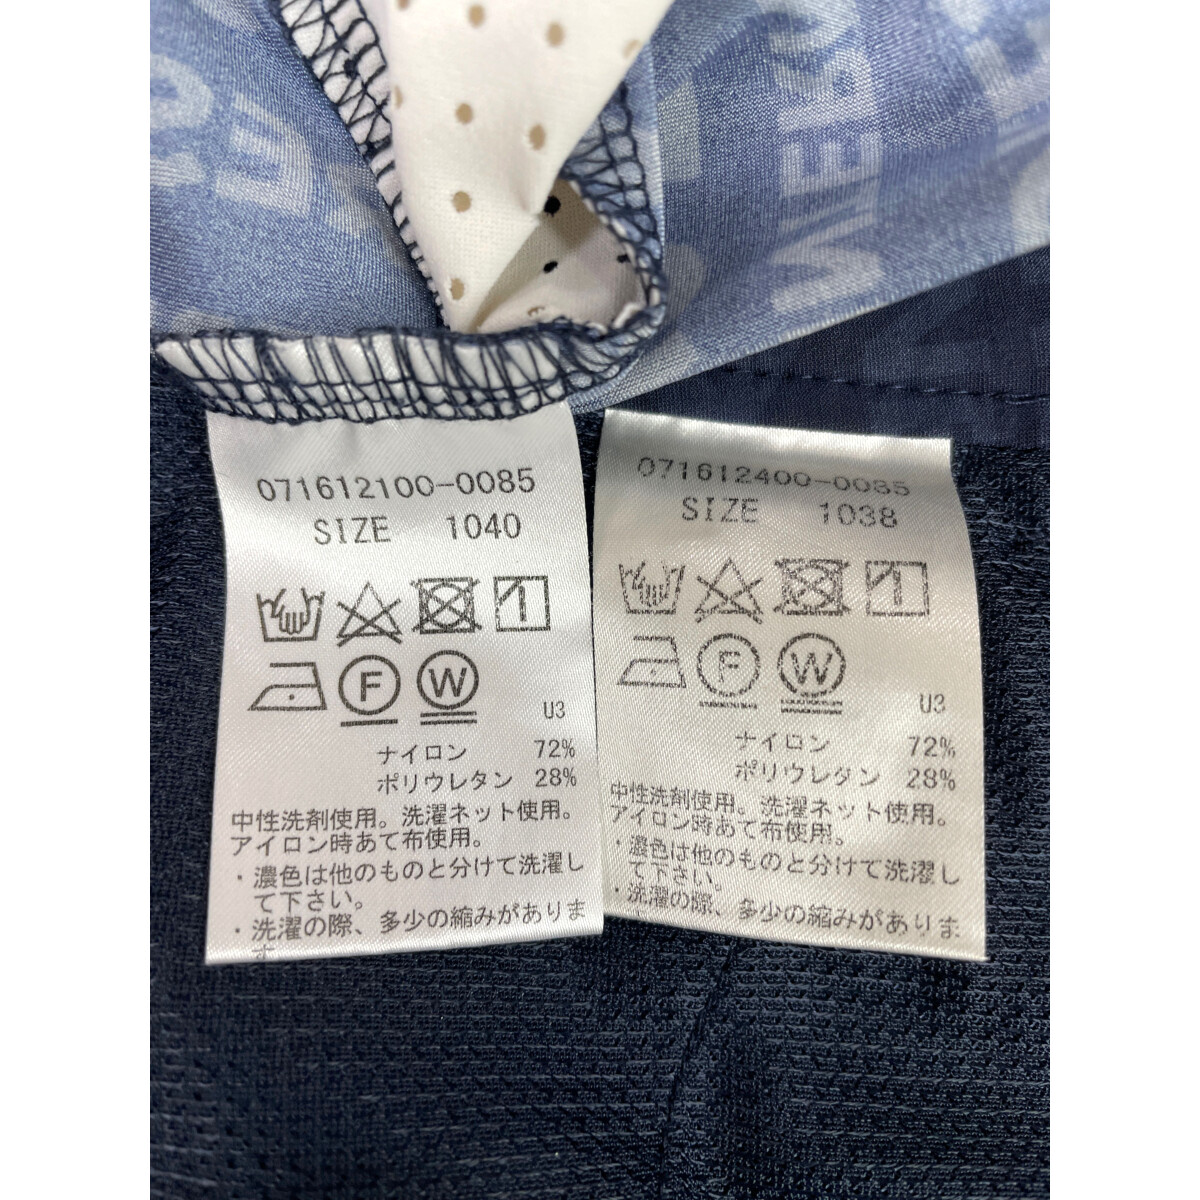 071612100-0085
SIZE 1040
F W
U3
ナイロン 72%
ポリウレタン 28%
中性洗剤使用。洗濯ネット使用。
アイロン時あて布使用。
・濃色は他のものと分けて洗濯し
て下さい。
・洗濯の際、多少の縮みがありま
す
071612400-0085
SIZE 1038
F W
U3
ナイロン 72%
ポリウレタン 28%
中性洗剤使用。洗濯ネット使用。
アイロン時あて布使用。
・濃色は他のものと分けて洗濯し
て下さい。
・洗濯の際、多少の縮みがありま